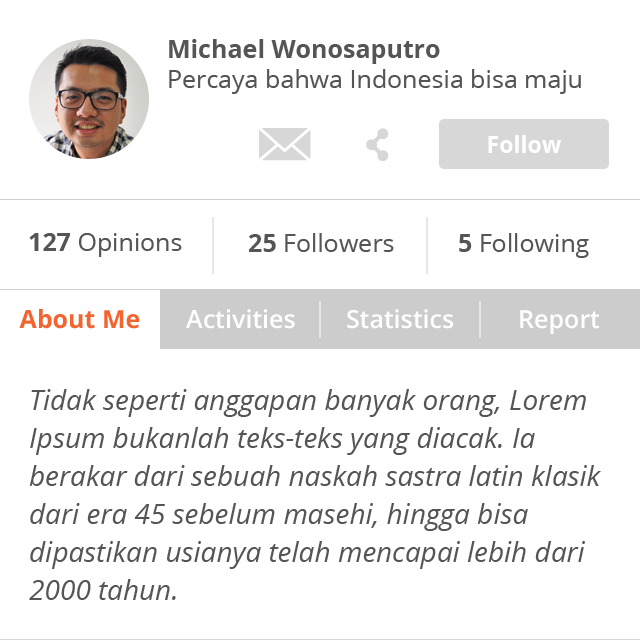 Michael Wonosaputro
Percaya bahwa Indonesia bisa maju
Follow
127 Opinions
25 Followers
5 Following
About Me
Activities
Statistics
Report
Tidak seperti anggapan banyak orang, Lorem
Ipsum bukanlah teks-teks yang diacak. Ia
berakar dari sebuah naskah sastra latin klasik
dari era 45 sebelum masehi, hingga bisa
dipastikan usianya telah mencapai lebih dari
2000 tahun.